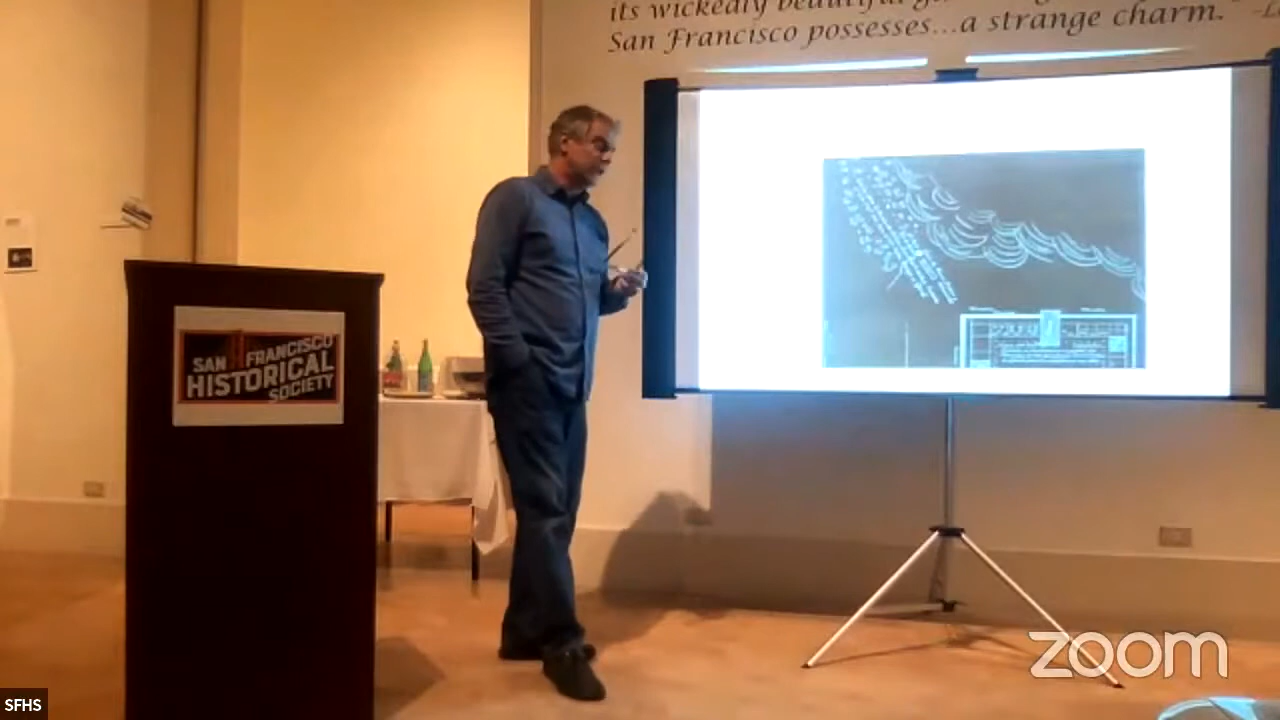 its wickedly beautiful
San Francisco possesses...a strange charm.
SAN FRANCISCO
HISTORICAL
SOCIETY
zoom
SFHS